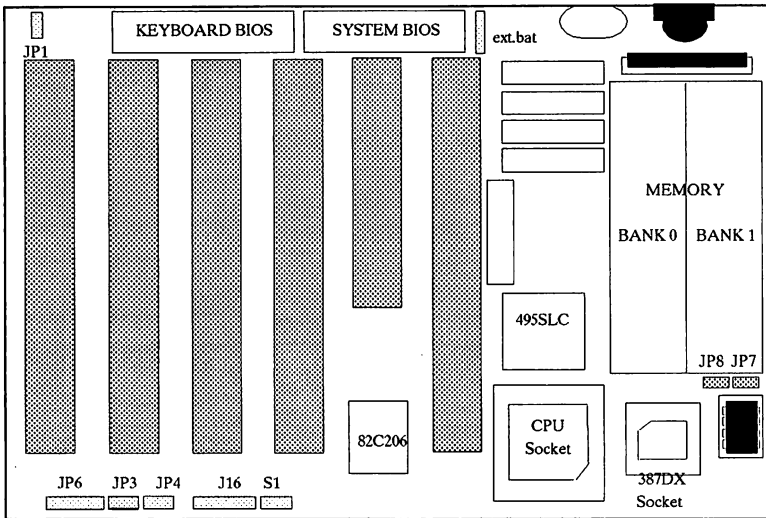 KEYBOARD BIOS
SYSTEM BIOS
ext.bat
JP1
MEMORY
BANK 0
BANK 1
495SLC
JP8 JP7
CPU
Socket
82C206
387DX
Socket
JP6
JP3
JP4
J16
S1